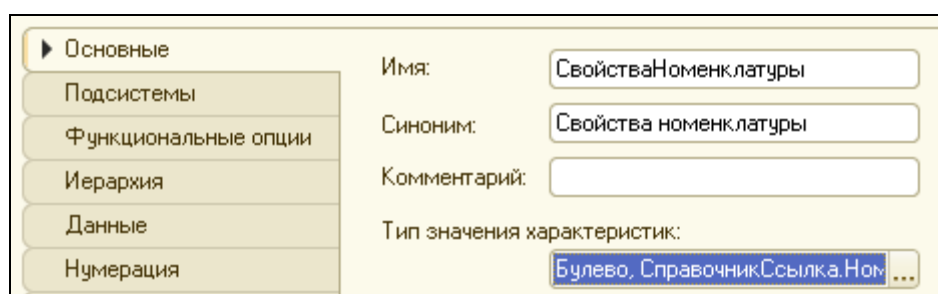 Основные
Подсистемы
Функциональные опции
Иерархия
Данные
Нумерация
Имя: СвойстваНоменклатуры
Синоним: Свойства номенклатуры
Комментарий:
Тип значения характеристик:
Булево, СправочникСсылка.Ном ...